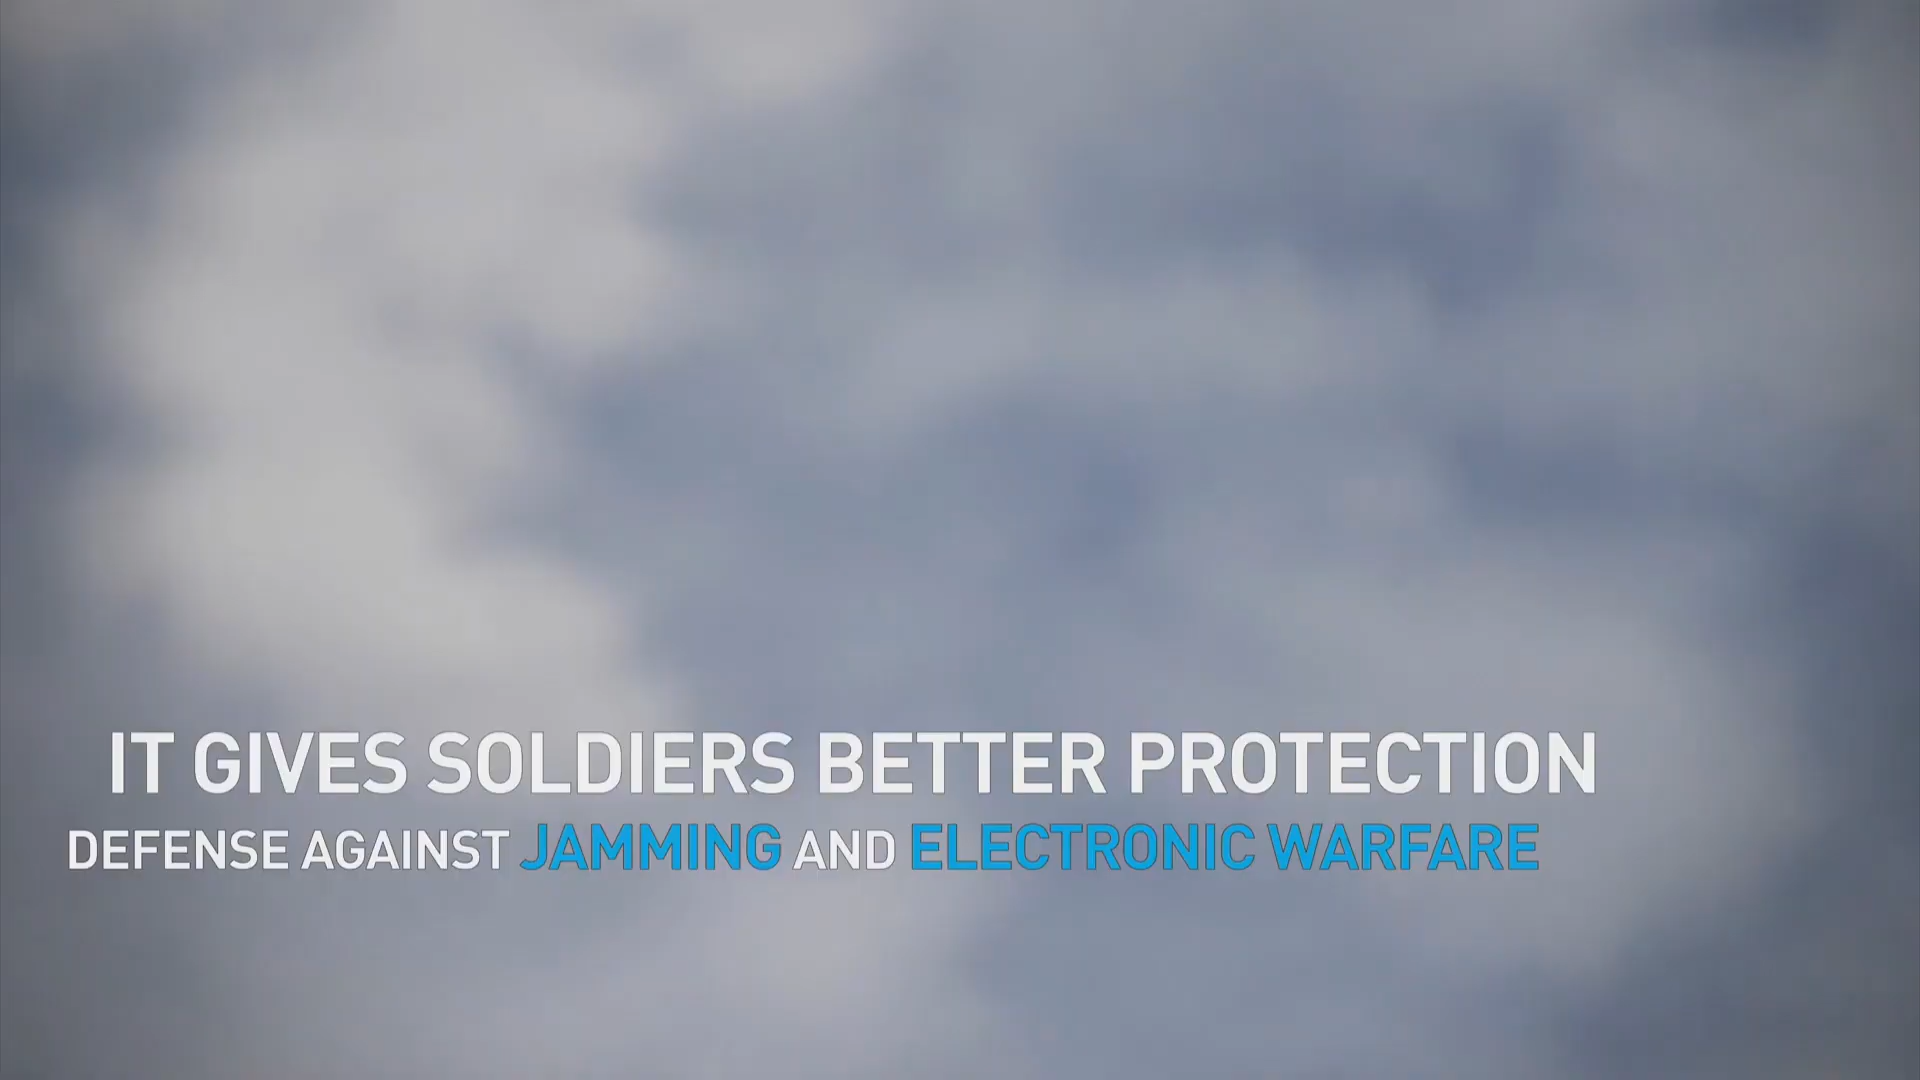 IT GIVES SOLDIERS BETTER PROTECTION
DEFENSE AGAINST JAMMING AND ELECTRONIC WARFARE